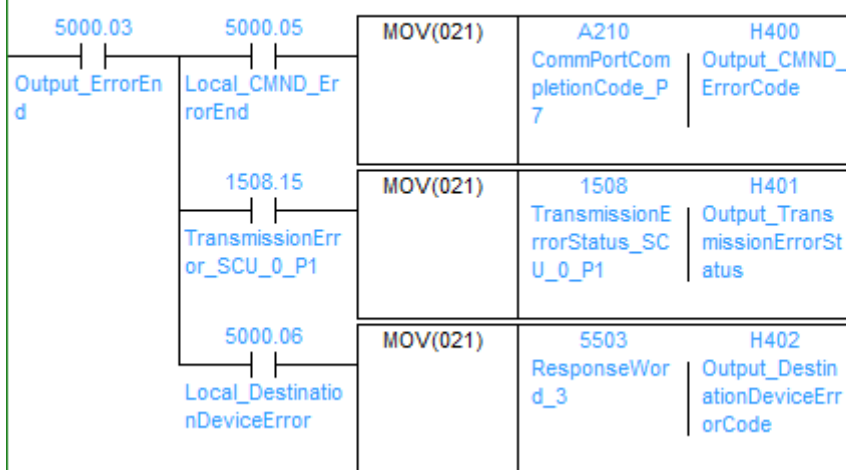 5000.03
Output_ErrorEn
d
5000.05
Local_CMND_Er
rorEnd
MOV(021)
A210
CommPortCom
pletionCode_P
7
H400
Output_CMND_
ErrorCode
1508.15
TransmissionErr
or_SCU_0_P1
MOV(021)
1508
TransmissionE
rrorStatus_SC
U_0_P1
H401
Output_Trans
missionErrorSt
atus
5000.06
Local_Destinatio
nDeviceError
MOV(021)
5503
ResponseWor
d_3
H402
Output_Destin
ationDeviceErr
orCode